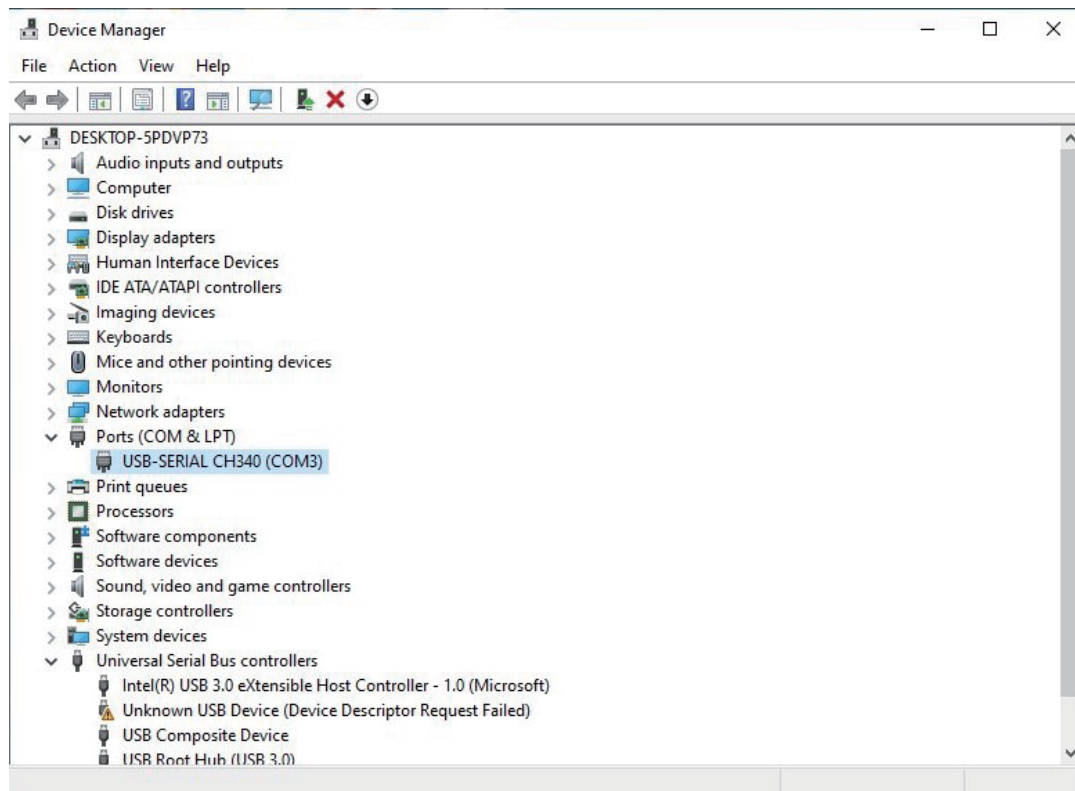 Device Manager
File Action View Help
DESKTOP-5PDVP73
Audio inputs and outputs
Computer
Disk drives
Display adapters
Human Interface Devices
IDE ATA/ATAPI controllers
Imaging devices
Keyboards
Mice and other pointing devices
Monitors
Network adapters
Ports (COM & LPT)
USB-SERIAL CH340 (COM3)
Print queues
Processors
Software components
Software devices
Sound, video and game controllers
Storage controllers
System devices
Universal Serial Bus controllers
Intel(R) USB 3.0 eXtensible Host Controller - 1.0 (Microsoft)
Unknown USB Device (Device Descriptor Request Failed)
USB Composite Device
USB Root Hub (USB 3.0)